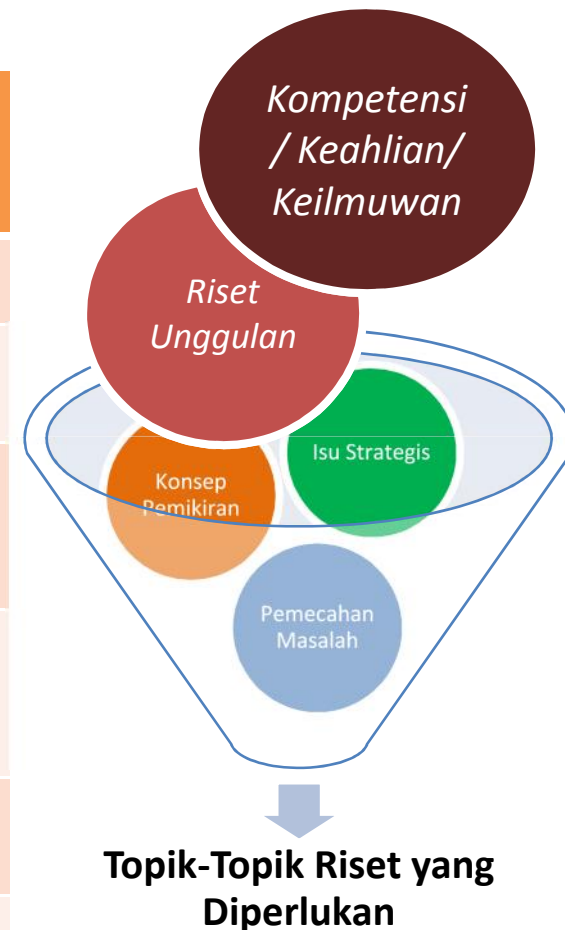 Kompetensi
/ Keahlian/
Keilmuwan
Riset
Unggulan
Isu Strategis
Konsep
Pemikiran
Pemecahan
Masalah
Topik-Topik Riset yang
Diperlukan